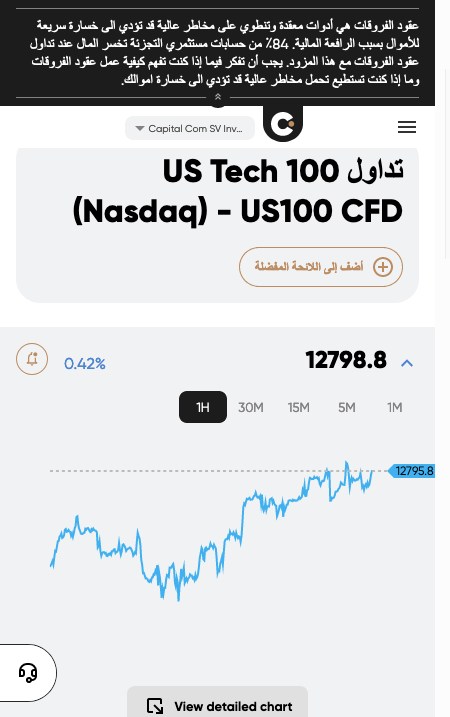 عقود الفروقات هي أدوات معقدة وتنطوي على مخاطر عالية قد تؤدي الى خسارة سريعة
للأموال بسبب الرافعة المالية. 84٪ من حسابات مستثمري التجزئة تخسر المال عند تداول
عقود الفروقات مع هذا المزود. يجب أن تفكر فيما إذا كنت تفهم كيفية عمل عقود الفروقات
وما إذا كنت تستطيع تحمل مخاطر عالية قد تؤدي الى خسارة اموالك.
Capital Com SV Inv...
تداول US Tech 100
(Nasdaq) - US100 CFD
أضف إلى اللائحة المفضلة
0.42% 12798.8
1H 30M 15M 5M 1M
12795.8
View detailed chart